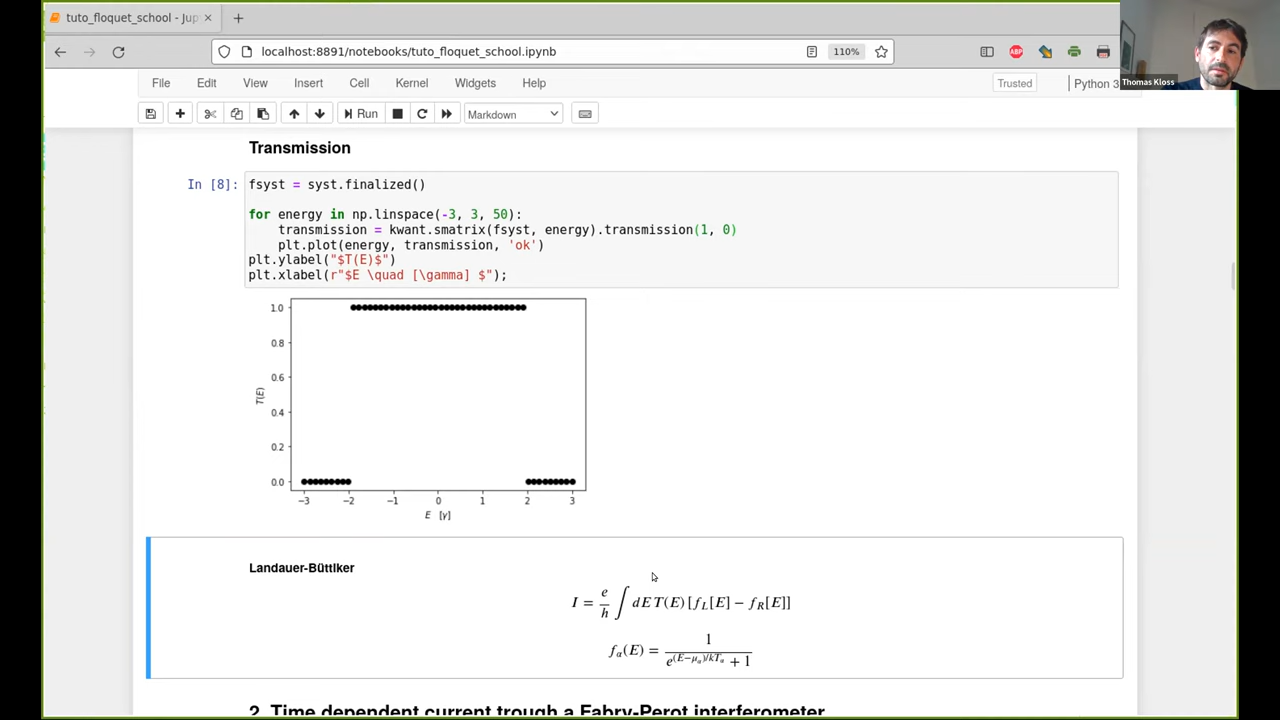 tuto_floquet_school - Jup
localhost:8891/notebooks/tuto_floquet_school.ipynb
110%
ABP
Thomas Kloss
File Edit View Insert Cell Kernel Widgets Help
Trusted
Python 3
Run
Markdown
Transmission
In [8]:
fsyst = syst.finalized()
for energy in np.linspace(-3, 3, 50):
transmission = kwant.smatrix(fsyst, energy).transmission(1, 0)
plt.plot(energy, transmission, 'ok')
plt.ylabel("$T(E)$")
plt.xlabel(r"$E \quad [\gamma] $");
1.0
0.8
0.6
0.4
0.2
0.0
T(E)
−3 −2 −1 0 1 2 3
E [γ]
Landauer-Büttiker
I = e/h ∫ dE T(E) [f_L[E] − f_R[E]]
f_α(E) = 1 / (e^{(E−μ_α)/kT_α} + 1)
2. Time dependent current trough a Fabry-Perot interferometer